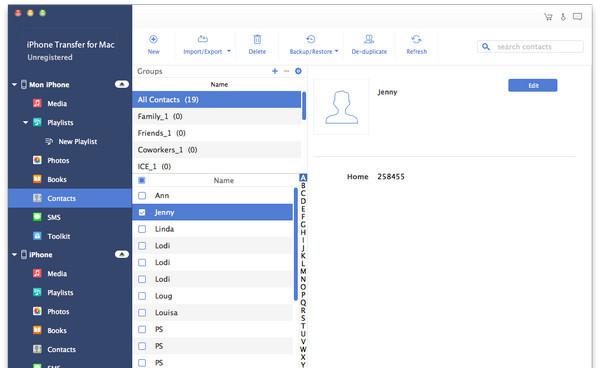 iPhone Transfer for Mac
Unregistered
Mon iPhone
Media
Playlists
New Playlist
Photos
Books
Contacts
SMS
Toolkit
iPhone
Media
Playlists
Photos
Books
Contacts
SMS
New
Import/Export
Delete
Backup/Restore
De-duplicate
Refresh
search contacts
Groups
Name
All Contacts (19)
Family_1 (0)
Friends_1 (0)
Coworkers_1 (0)
ICE_1 (0)
Name
Ann
Jenny
Linda
Lodi
Lodi
Lodi
Loug
Louisa
PS
PS
PS
A
B
C
D
E
F
G
H
I
J
K
L
M
N
O
P
Q
R
S
T
U
V
W
X
Y
Jenny
Edit
Home 258455